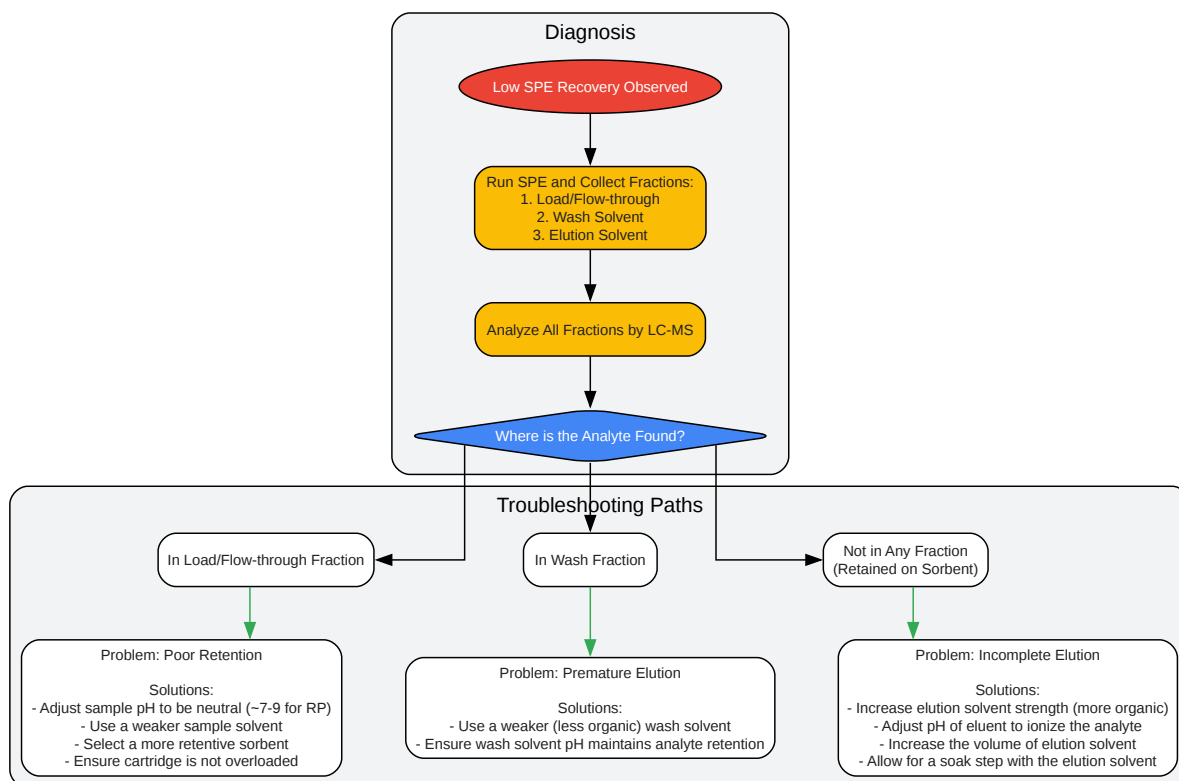 Diagnosis
Low SPE Recovery Observed
Run SPE and Collect Fractions:
1. Load/Flow-through
2. Wash Solvent
3. Elution Solvent
Analyze All Fractions by LC-MS
Where is the Analyte Found?
Troubleshooting Paths
In Load/Flow-through Fraction
In Wash Fraction
Not in Any Fraction
(Retained on Sorbent)
Problem: Poor Retention
Solutions:
- Adjust sample pH to be neutral (~7-9 for RP)
- Use a weaker sample solvent
- Select a more retentive sorbent
- Ensure cartridge is not overloaded
Problem: Premature Elution
Solutions:
- Use a weaker (less organic) wash solvent
- Ensure wash solvent pH maintains analyte retention
Problem: Incomplete Elution
Solutions:
- Increase elution solvent strength (more organic)
- Adjust pH of eluent to ionize the analyte
- Increase the volume of elution solvent
- Allow for a soak step with the elution solvent